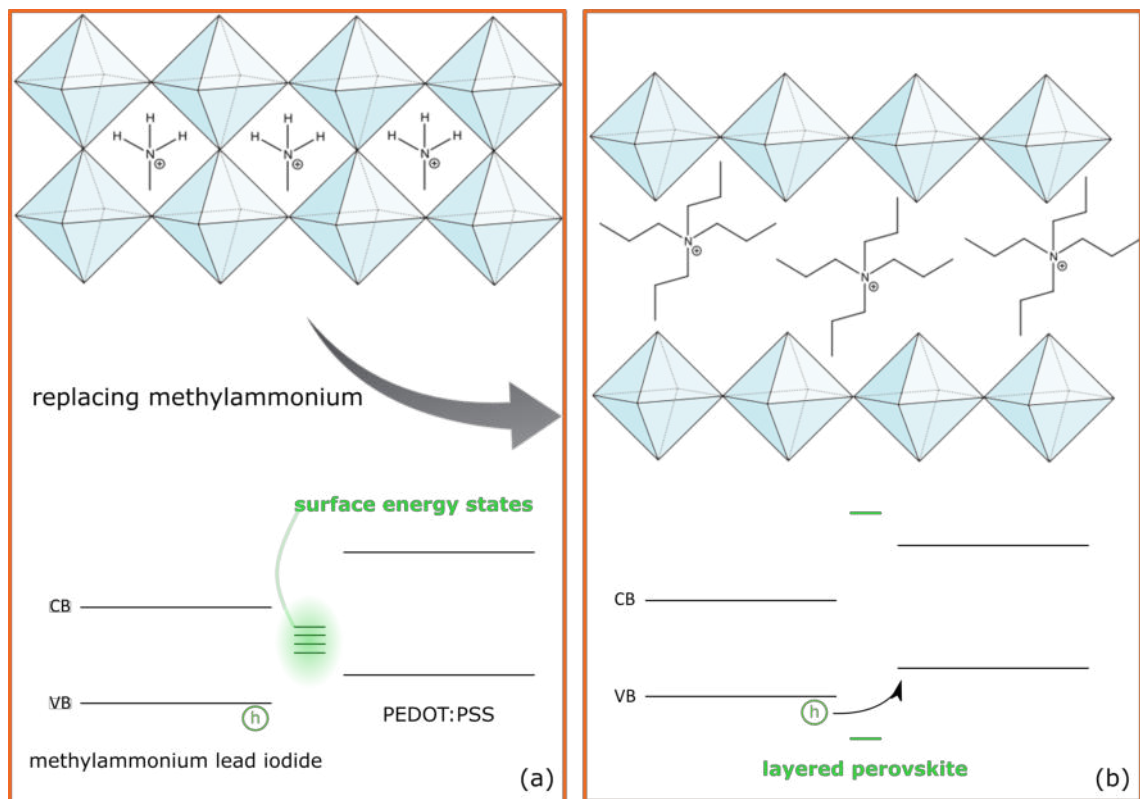 H
H
H
N
⊕
H
H
H
N
⊕
H
H
H
N
⊕
replacing methylammonium
surface energy states
CB
VB
h
PEDOT:PSS
methylammonium lead iodide
(a)
N
⊕
N
⊕
N
⊕
CB
VB
h
layered perovskite
(b)